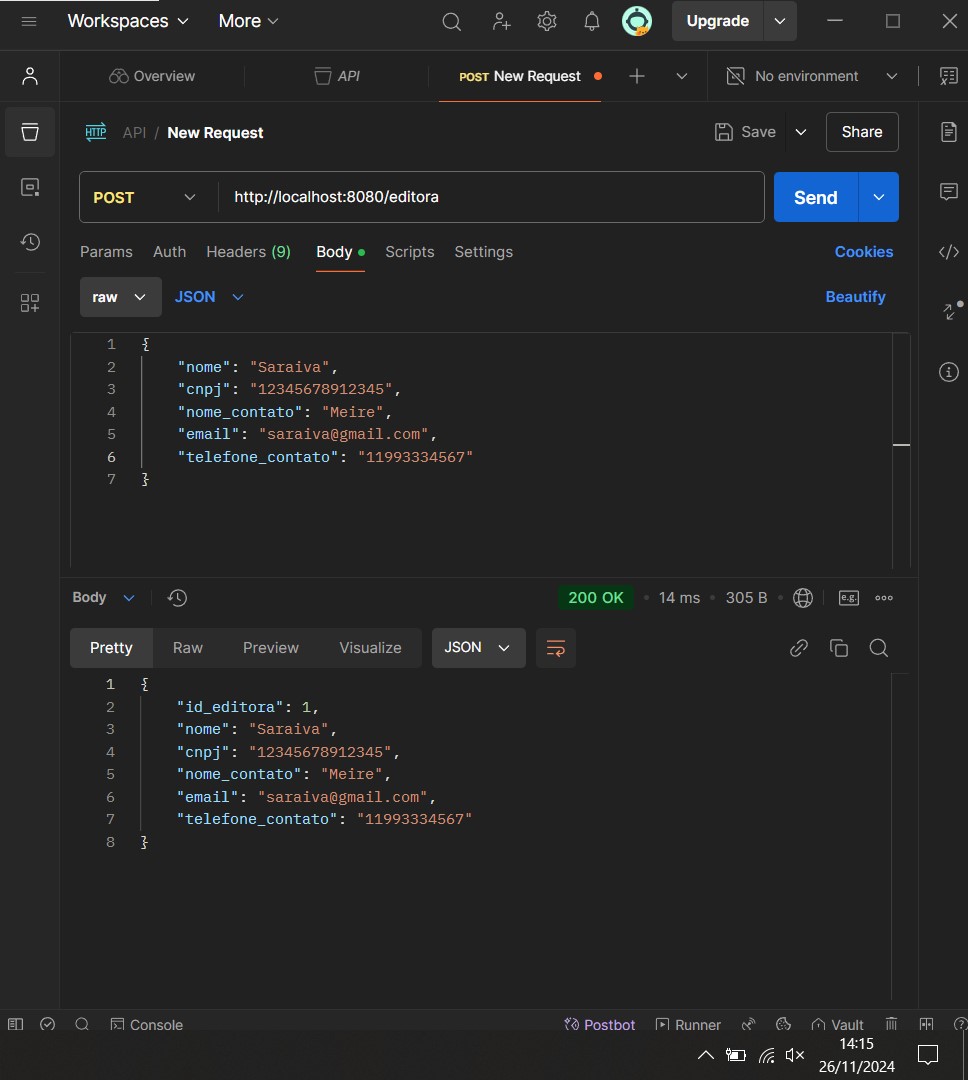 Workspaces More Upgrade
Overview API POST New Request No environment
HTTP API / New Request Save Share
POST http://localhost:8080/editora Send
Params Auth Headers (9) Body Scripts Settings Cookies
raw JSON Beautify
1 {
2 "nome": "Saraiva",
3 "cnpj": "12345678912345",
4 "nome_contato": "Meire",
5 "email": "saraiva@gmail.com",
6 "telefone_contato": "11993334567"
7 }
Body 200 OK • 14 ms • 305 B • e.g.
Pretty Raw Preview Visualize JSON
1 {
2 "id_editora": 1,
3 "nome": "Saraiva",
4 "cnpj": "12345678912345",
5 "nome_contato": "Meire",
6 "email": "saraiva@gmail.com",
7 "telefone_contato": "11993334567"
8 }
Console Postbot Runner Vault
14:15
26/11/2024